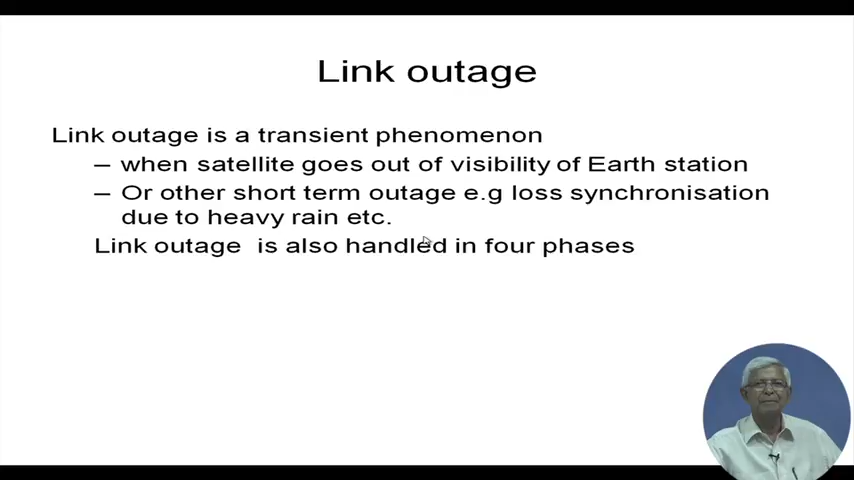 Link outage
Link outage is a transient phenomenon
– when satellite goes out of visibility of Earth station
– Or other short term outage e.g loss synchronisation
due to heavy rain etc.
Link outage is also handled in four phases